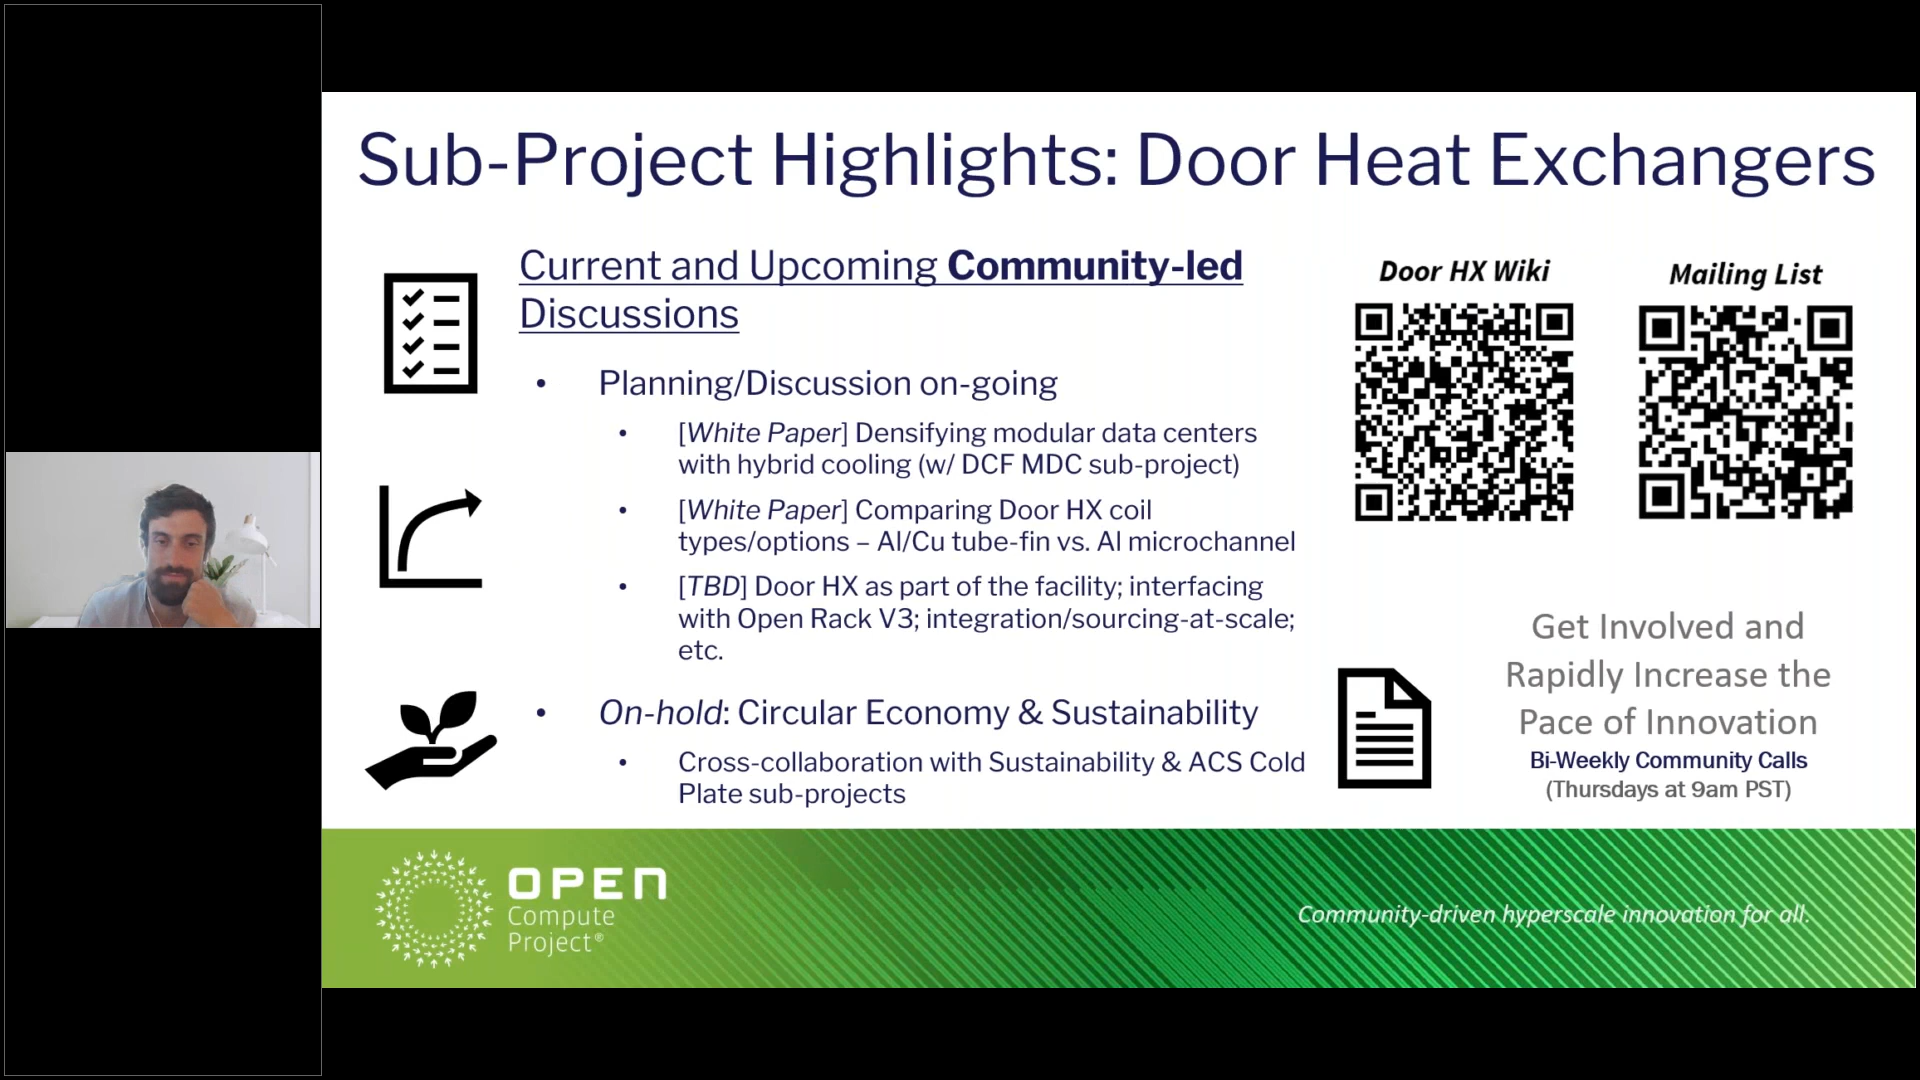 Sub-Project Highlights: Door Heat Exchangers
Current and Upcoming Community-led
Discussions
• Planning/Discussion on-going
• [White Paper] Densifying modular data centers
with hybrid cooling (w/ DCF MDC sub-project)
• [White Paper] Comparing Door HX coil
types/options – Al/Cu tube-fin vs. Al microchannel
• [TBD] Door HX as part of the facility; interfacing
with Open Rack V3; integration/sourcing-at-scale;
etc.
• On-hold: Circular Economy & Sustainability
• Cross-collaboration with Sustainability & ACS Cold
Plate sub-projects
Door HX Wiki
Mailing List
Get Involved and
Rapidly Increase the
Pace of Innovation
Bi-Weekly Community Calls
(Thursdays at 9am PST)
OPEN
Compute
Project®
Community-driven hyperscale innovation for all.